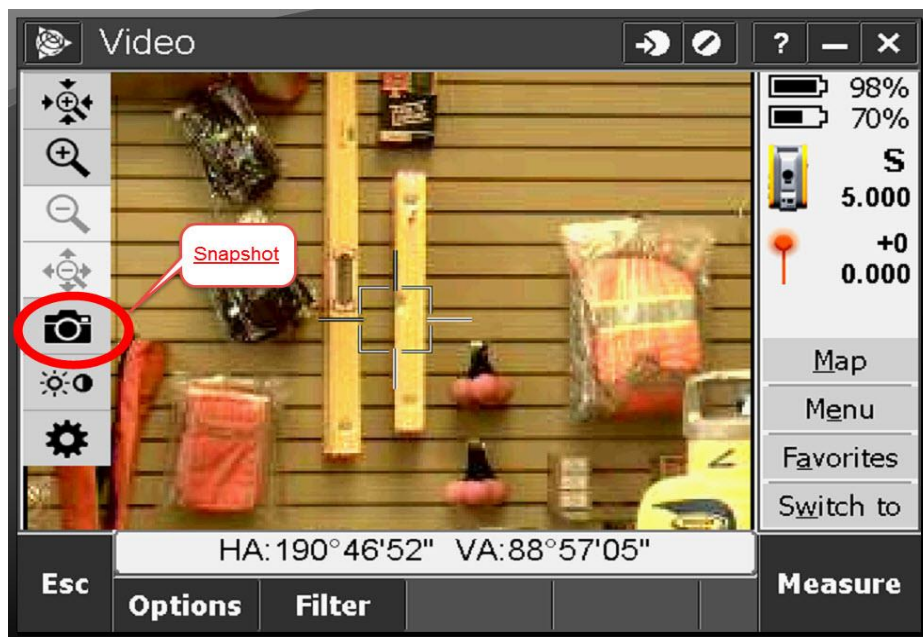 Video
?
98%
70%
S
5.000
+0
0.000
Snapshot
Map
Menu
Favorites
Switch to
HA:190°46'52" VA:88°57'05"
Esc
Options
Filter
Measure